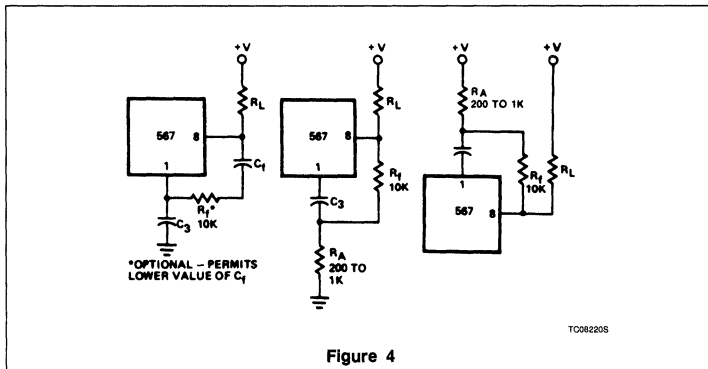 +V
R_L
567
8
1
C_f
R_f*
10K
C_3
*OPTIONAL – PERMITS
LOWER VALUE OF C_f
+V
R_L
567
8
1
R_f
10K
C_3
R_A
200 TO
1K
+V
R_A
200 TO 1K
+V
1
R_f
10K
R_L
567
8
TC08220S
Figure 4